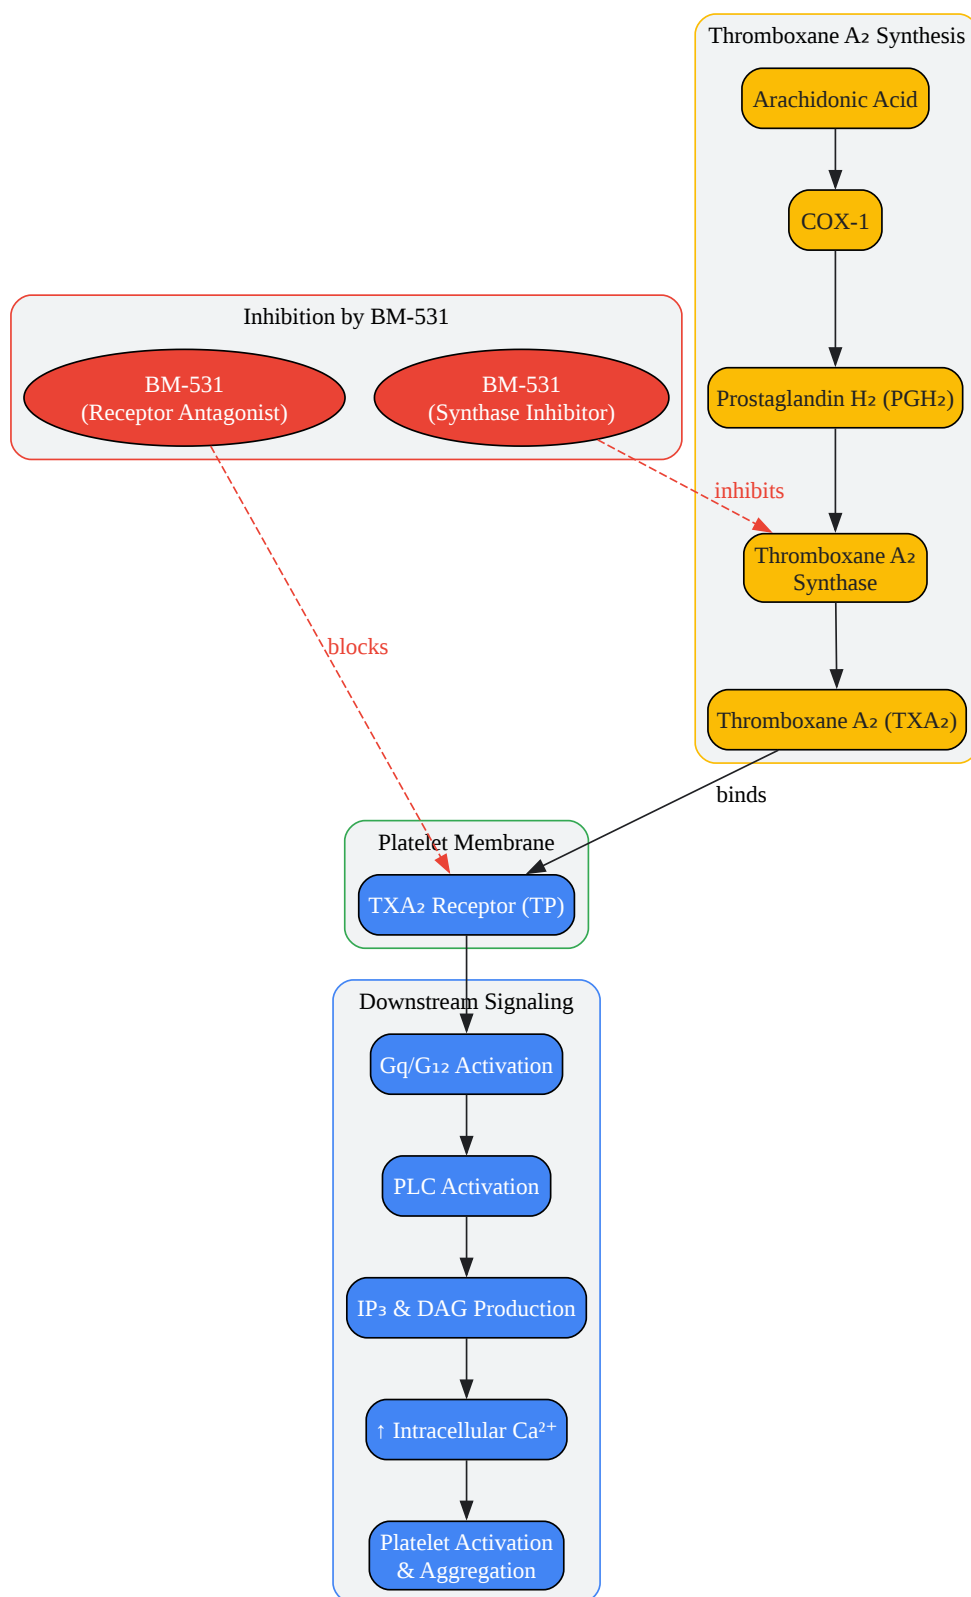 Thromboxane A₂ Synthesis
Arachidonic Acid
COX-1
Inhibition by BM-531
BM-531
(Receptor Antagonist)
BM-531
(Synthase Inhibitor)
Prostaglandin H₂ (PGH₂)
inhibits
Thromboxane A₂
Synthase
blocks
Thromboxane A₂ (TXA₂)
binds
Platelet Membrane
TXA₂ Receptor (TP)
Downstream Signaling
Gq/G₁₂ Activation
PLC Activation
IP₃ & DAG Production
↑ Intracellular Ca²⁺
Platelet Activation
& Aggregation